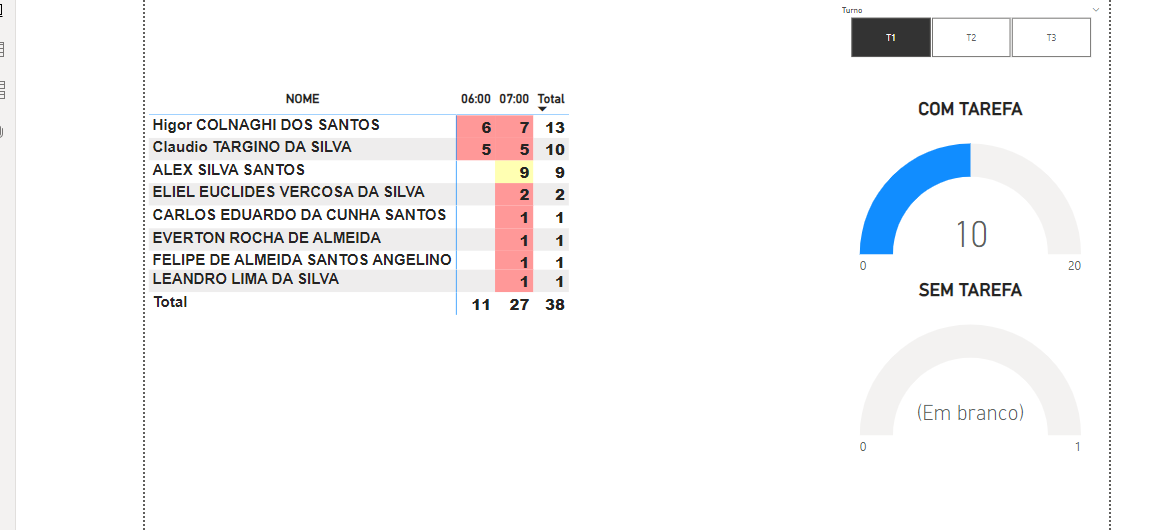 Turno
T1 T2 T3
NOME 06:00 07:00 Total
Higor COLNAGHI DOS SANTOS 6 7 13
Claudio TARGINO DA SILVA 5 5 10
ALEX SILVA SANTOS 9 9
ELIEL EUCLIDES VERCOSA DA SILVA 2 2
CARLOS EDUARDO DA CUNHA SANTOS 1 1
EVERTON ROCHA DE ALMEIDA 1 1
FELIPE DE ALMEIDA SANTOS ANGELINO 1 1
LEANDRO LIMA DA SILVA 1 1
Total 11 27 38
COM TAREFA
10
0 20
SEM TAREFA
(Em branco)
0 1